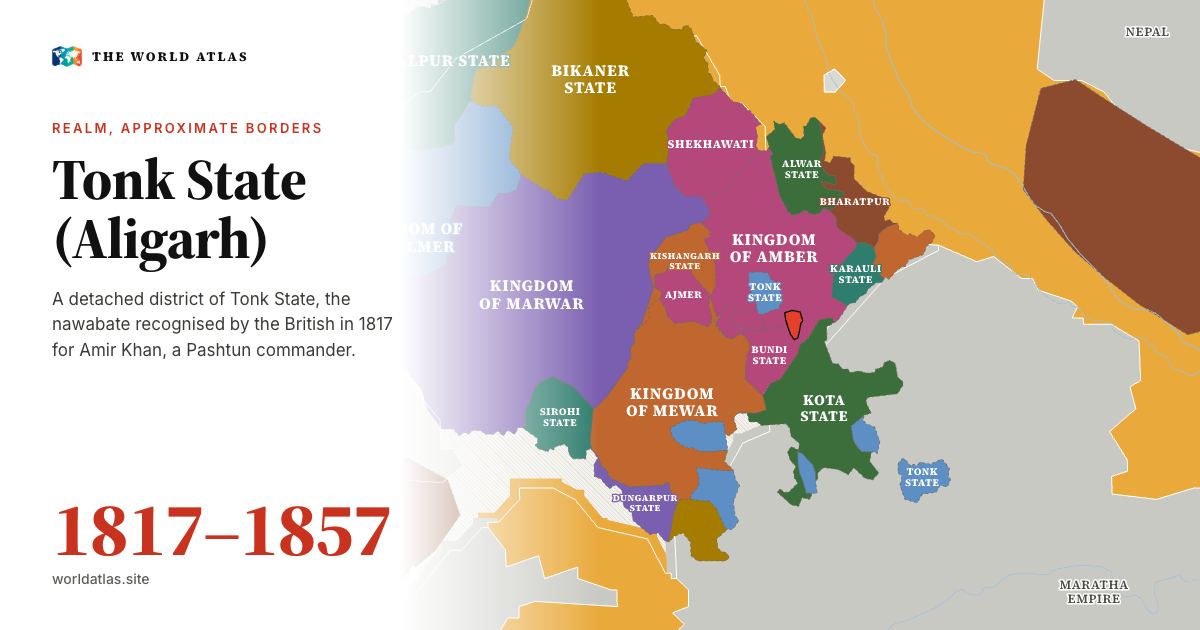 THE WORLD ATLAS
REALM, APPROXIMATE BORDERS
Tonk State
(Aligarh)
A detached district of Tonk State, the
nawabate recognised by the British in 1817
for Amir Khan, a Pashtun commander.
1817–1857
worldatlas.site
NEPAL
STATE
BIKANER
STATE
SHEKHAWATI
ALWAR
STATE
BHARATPUR
KINGDOM
OF AMBER
KISHANGARH
STATE
KARAULI
STATE
OF
KINGDOM
OF MARWAR
AJMER
TONK
STATE
BUNDI
STATE
KINGDOM
OF MEWAR
KOTA
STATE
SIROHI
STATE
TONK
STATE
DUNGARPUR
STATE
MARATHA
EMPIRE